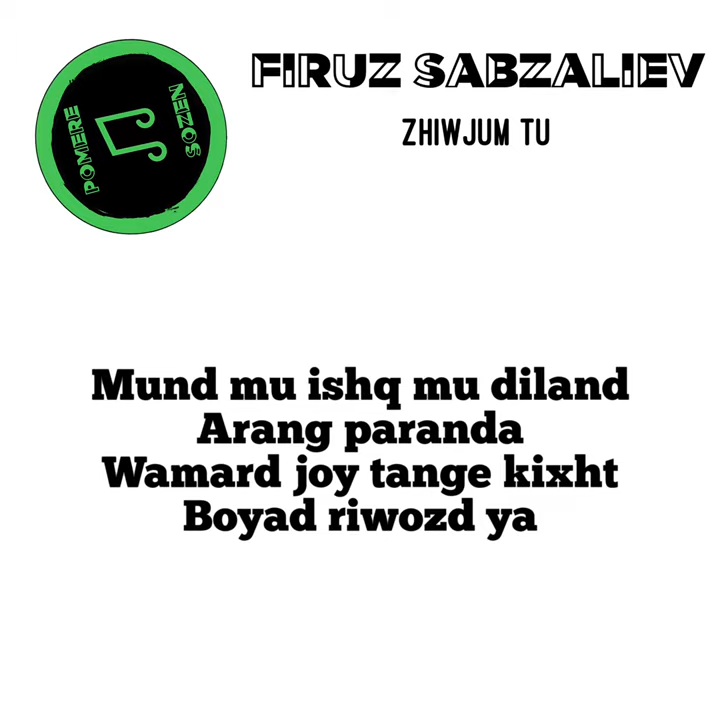 POMERE
SOZEN
FIRUZ SABZALIEV
ZHIWJUM TU
Mund mu ishq mu diland
Arang paranda
Wamard joy tange kixht
Boyad riwozd ya